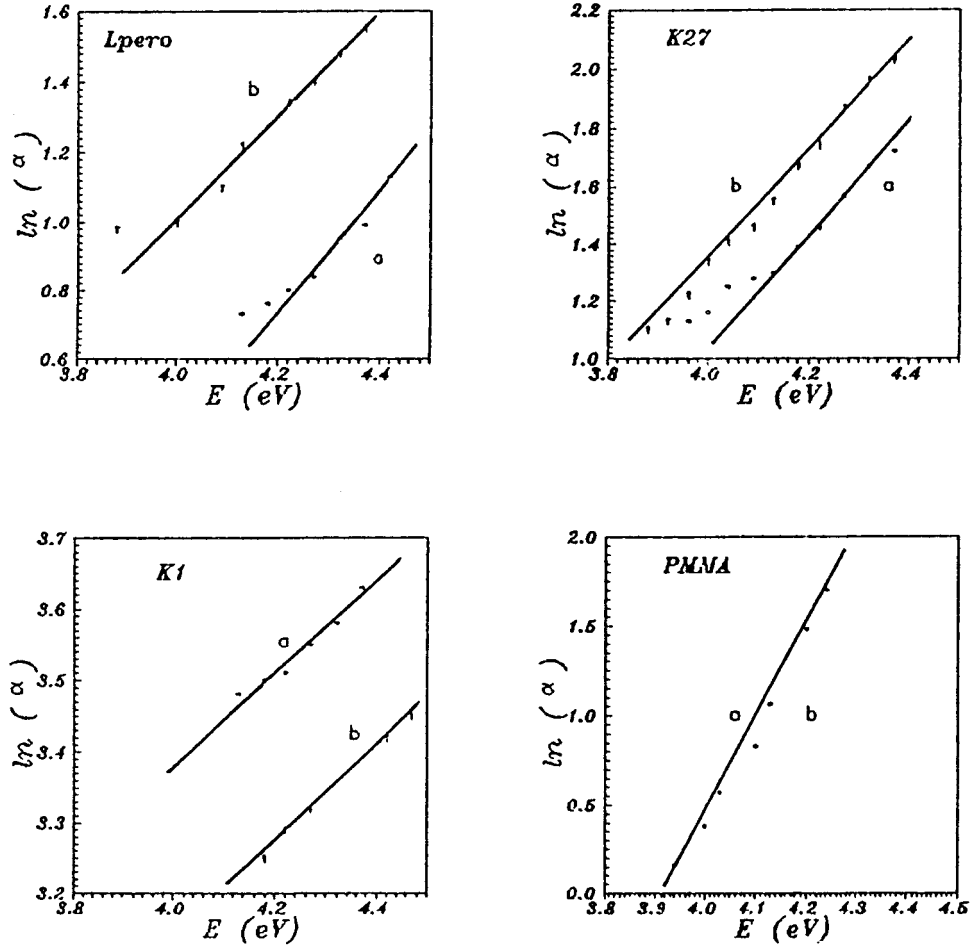 Lpero
ln (α)
1.6
1.4
1.2
1.0
0.8
0.6
b
a
3.8 4.0 4.2 4.4
E (eV)
K27
ln (α)
2.2
2.0
1.8
1.6
1.4
1.2
1.0
b
a
3.8 4.0 4.2 4.4
E (eV)
K1
ln (α)
3.7
3.6
3.5
3.4
3.3
3.2
a
b
3.8 4.0 4.2 4.4
E (eV)
PMMA
ln (α)
2.0
1.5
1.0
0.5
0.0
a b
3.8 3.9 4.0 4.1 4.2 4.3 4.4 4.5
E (eV)